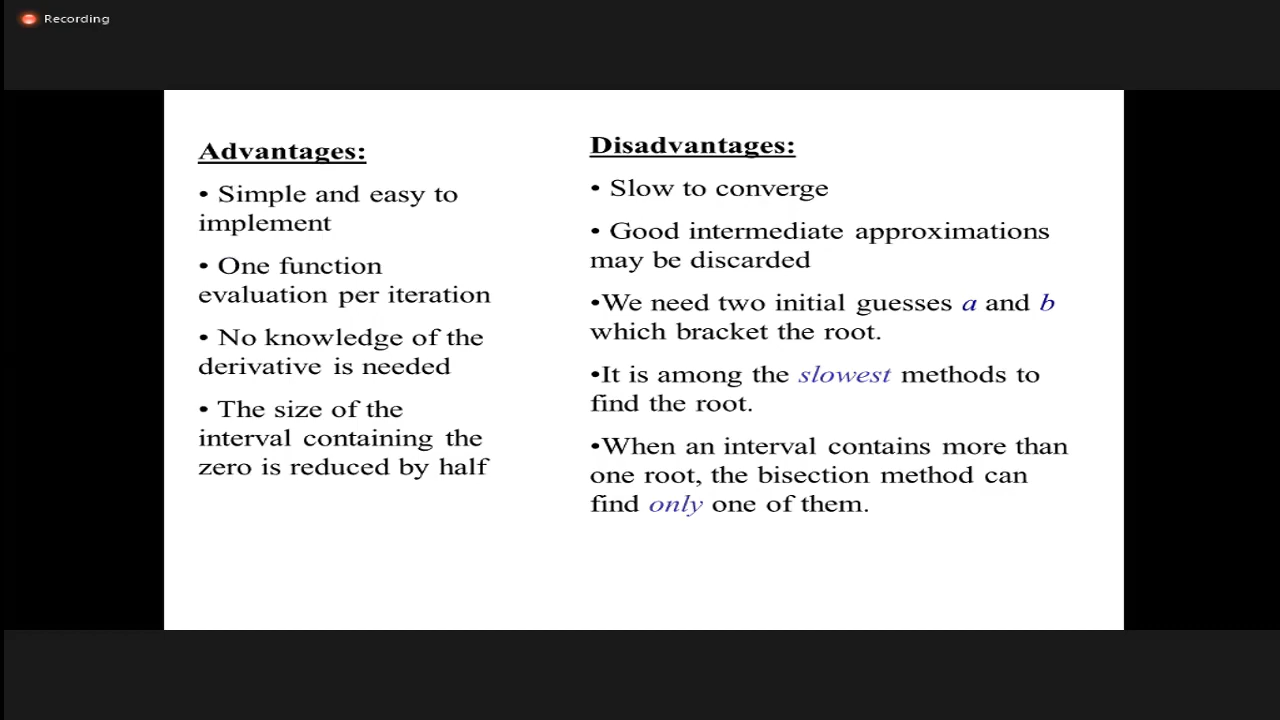 Recording
Advantages:
• Simple and easy to
implement
• One function
evaluation per iteration
• No knowledge of the
derivative is needed
• The size of the
interval containing the
zero is reduced by half
Disadvantages:
• Slow to converge
• Good intermediate approximations
may be discarded
•We need two initial guesses a and b
which bracket the root.
•It is among the slowest methods to
find the root.
•When an interval contains more than
one root, the bisection method can
find only one of them.